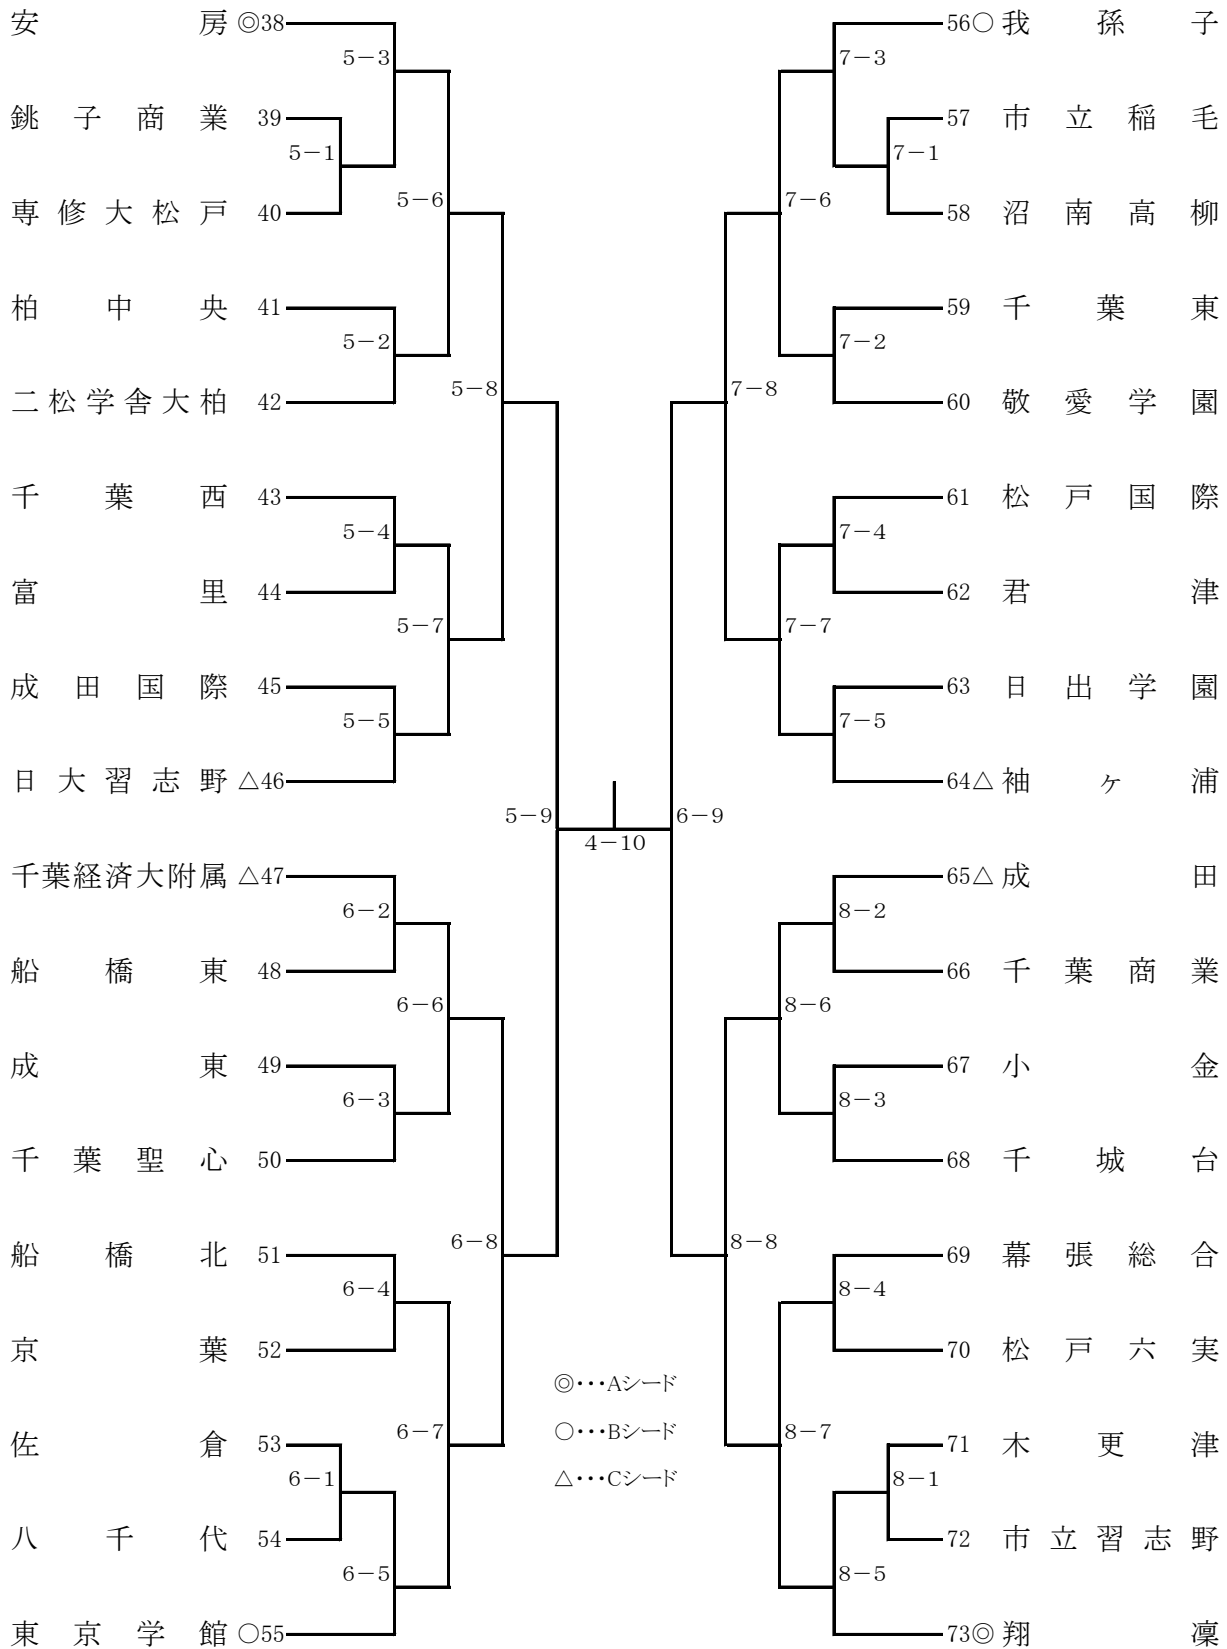 安房 ◎38
5－3
銚子商業 39
5－1
専修大松戸 40
5－6
柏中央 41
5－2
二松学舎大柏 42
5－8
千葉西 43
5－4
富里 44
5－7
成田国際 45
5－5
日大習志野 △46
5－9
千葉経済大附属 △47
6－2
船橋東 48
6－6
成東 49
6－3
千葉聖心 50
6－8
船橋北 51
6－4
京葉 52
6－7
佐倉 53
6－1
八千代 54
6－5
東京学館 ○55
4－10
◎・・・Aシード
○・・・Bシード
△・・・Cシード
56○ 我孫子
7－3
57 市立稲毛
7－1
58 沼南高柳
7－6
59 千葉東
7－2
60 敬愛学園
7－8
61 松戸国際
7－4
62 君津
7－7
63 日出学園
7－5
64△ 袖ヶ浦
6－9
65△ 成田
8－2
66 千葉商業
8－6
67 小金
8－3
68 千城台
8－8
69 幕張総合
8－4
70 松戸六実
8－7
71 木更津
8－1
72 市立習志野
8－5
73◎ 翔凜